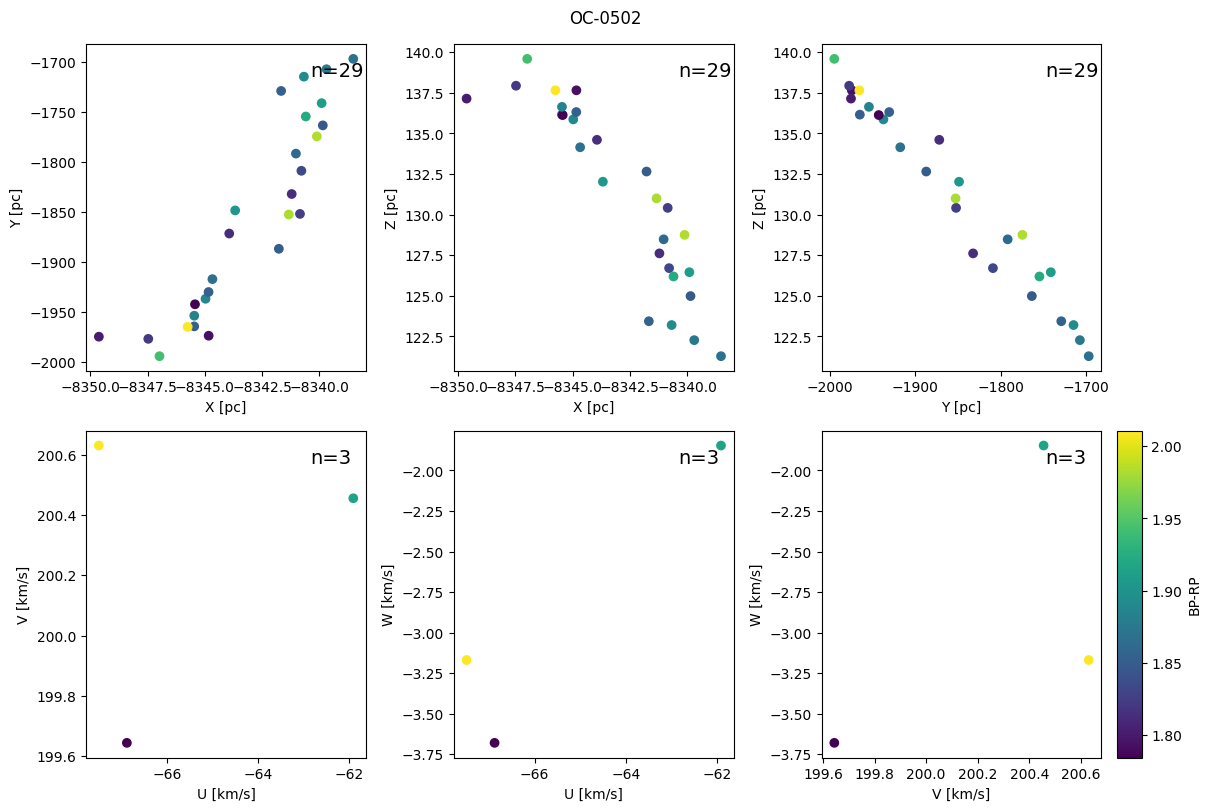 OC-0502
n=29
n=29
n=29
−1700
−1750
−1800
−1850
−1900
−1950
−2000
Y [pc]
−8350.0 −8347.5 −8345.0 −8342.5 −8340.0
X [pc]
140.0
137.5
135.0
132.5
130.0
127.5
125.0
122.5
Z [pc]
−8350.0 −8347.5 −8345.0 −8342.5 −8340.0
X [pc]
140.0
137.5
135.0
132.5
130.0
127.5
125.0
122.5
Z [pc]
−2000 −1900 −1800 −1700
Y [pc]
n=3
n=3
n=3
200.6
200.4
200.2
200.0
199.8
199.6
V [km/s]
−66 −64 −62
U [km/s]
−2.00
−2.25
−2.50
−2.75
−3.00
−3.25
−3.50
−3.75
W [km/s]
−66 −64 −62
U [km/s]
−2.00
−2.25
−2.50
−2.75
−3.00
−3.25
−3.50
−3.75
W [km/s]
199.6 199.8 200.0 200.2 200.4 200.6
V [km/s]
2.00
1.95
1.90
1.85
1.80
BP-RP